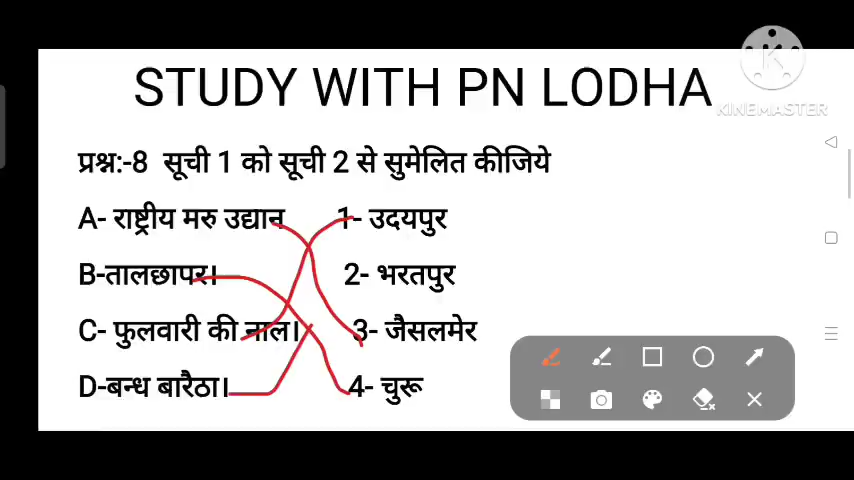 STUDY WITH PN LODHA
KINEMASTER
प्रश्न:-8 सूची 1 को सूची 2 से सुमेलित कीजिये
A- राष्ट्रीय मरु उद्यान 1- उदयपुर
B-तालछापर। 2- भरतपुर
C- फुलवारी की नाल। 3- जैसलमेर
D-बन्ध बारैठा। 4- चुरू